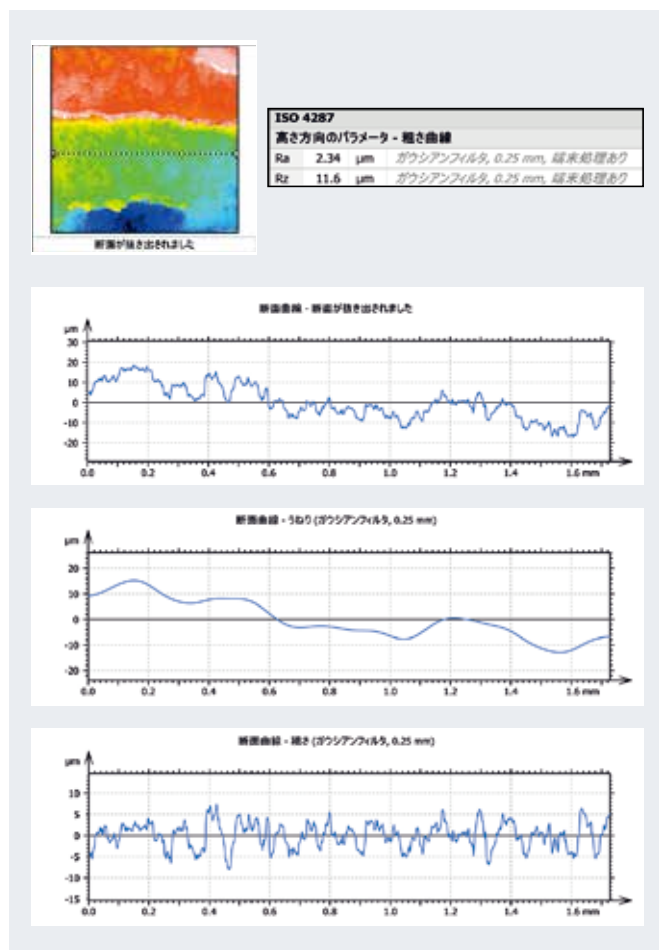 断面が抜き出されました
ISO 4287
高さ方向のパラメータ - 粗さ曲線
Ra 2.34 μm ガウシアンフィルタ, 0.25 mm, 端末処理あり
Rz 11.6 μm ガウシアンフィルタ, 0.25 mm, 端末処理あり
断面曲線 - 断面が抜き出されました
μm
30
20
10
0
-10
-20
0.0 0.2 0.4 0.6 0.8 1.0 1.2 1.4 1.6 mm
断面曲線 - うねり (ガウシアンフィルタ, 0.25 mm)
μm
20
10
0
-10
-20
0.0 0.2 0.4 0.6 0.8 1.0 1.2 1.4 1.6 mm
断面曲線 - 粗さ (ガウシアンフィルタ, 0.25 mm)
μm
10
5
0
-5
-10
-15
0.0 0.2 0.4 0.6 0.8 1.0 1.2 1.4 1.6 mm